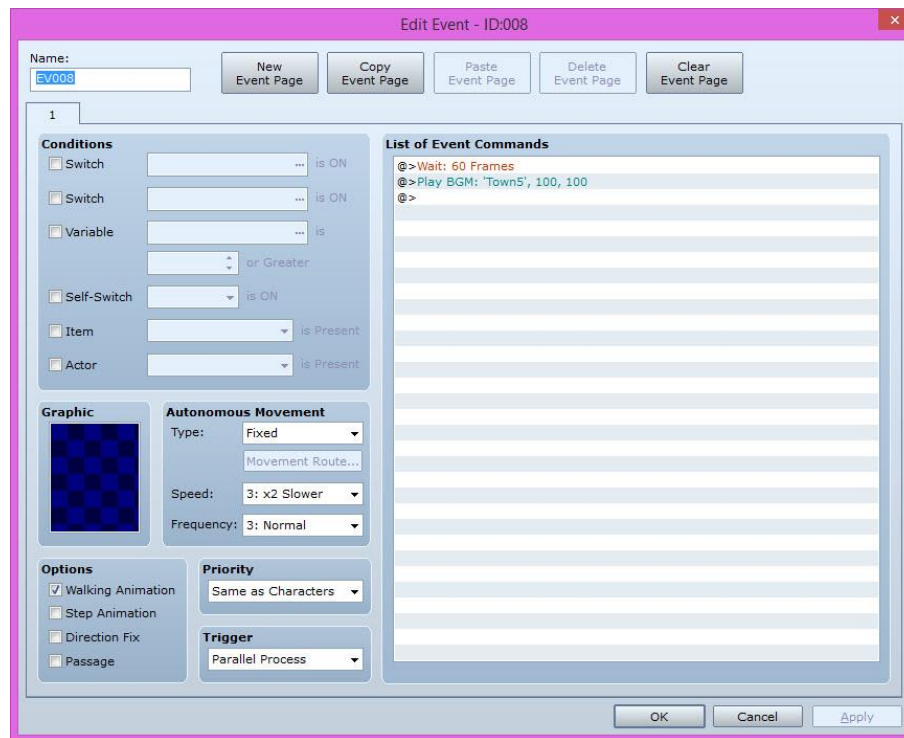 Edit Event - ID:008
Name:
EV008
New
Event Page
Copy
Event Page
Paste
Event Page
Delete
Event Page
Clear
Event Page
1
Conditions
Switch ... is ON
Switch ... is ON
Variable ... is
or Greater
Self-Switch is ON
Item is Present
Actor is Present
Graphic
Autonomous Movement
Type: Fixed
Movement Route...
Speed: 3: x2 Slower
Frequency: 3: Normal
Options
Walking Animation
Step Animation
Direction Fix
Passage
Priority
Same as Characters
Trigger
Parallel Process
List of Event Commands
@>Wait: 60 Frames
@>Play BGM: 'Town5', 100, 100
@>
OK Cancel Apply